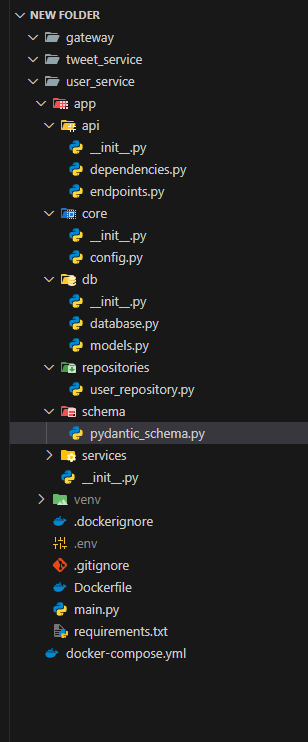 NEW FOLDER
gateway
tweet_service
user_service
app
api
__init__.py
dependencies.py
endpoints.py
core
__init__.py
config.py
db
__init__.py
database.py
models.py
repositories
user_repository.py
schema
pydantic_schema.py
services
__init__.py
venv
.dockerignore
.env
.gitignore
Dockerfile
main.py
requirements.txt
docker-compose.yml